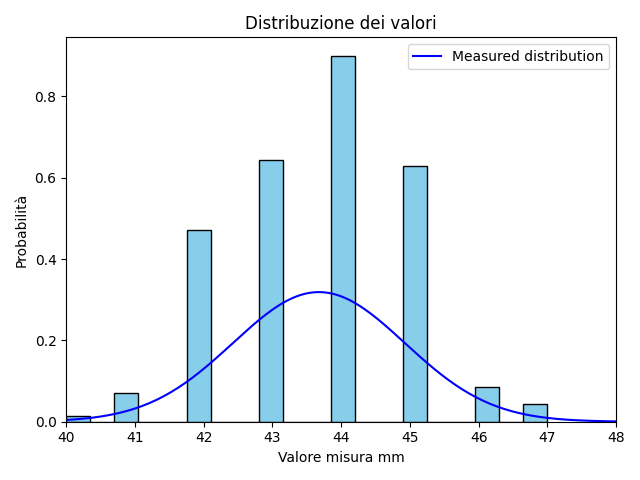 Distribuzione dei valori
Measured distribution
Probabilità
0.8
0.6
0.4
0.2
0.0
40 41 42 43 44 45 46 47 48
Valore misura mm